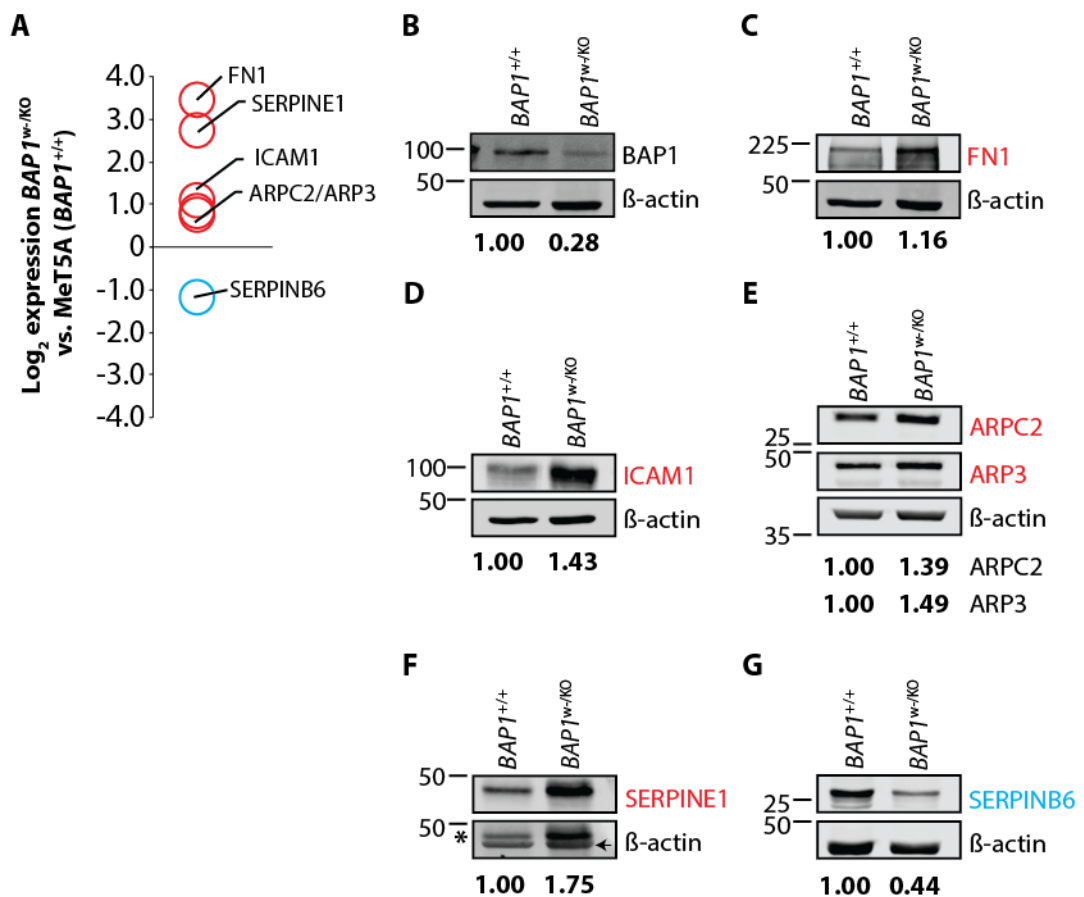 A
Log2 expression BAP1w-/KO
vs. MeT5A (BAP1+/+)
4.0
3.0
2.0
1.0
0
-1.0
-2.0
-3.0
-4.0
FN1
SERPINE1
ICAM1
ARPC2/ARP3
SERPINB6
B
BAP1+/+
BAP1w-/KO
100
BAP1
50
ß-actin
1.00 0.28
C
BAP1+/+
BAP1w-/KO
225
FN1
50
ß-actin
1.00 1.16
D
BAP1+/+
BAP1w-/KO
100
ICAM1
50
ß-actin
1.00 1.43
E
BAP1+/+
BAP1w-/KO
ARPC2
25
50
ARP3
ß-actin
35
1.00 1.39 ARPC2
1.00 1.49 ARP3
F
BAP1+/+
BAP1w-/KO
50
SERPINE1
50
*
ß-actin
1.00 1.75
G
BAP1+/+
BAP1w-/KO
25
SERPINB6
50
ß-actin
1.00 0.44